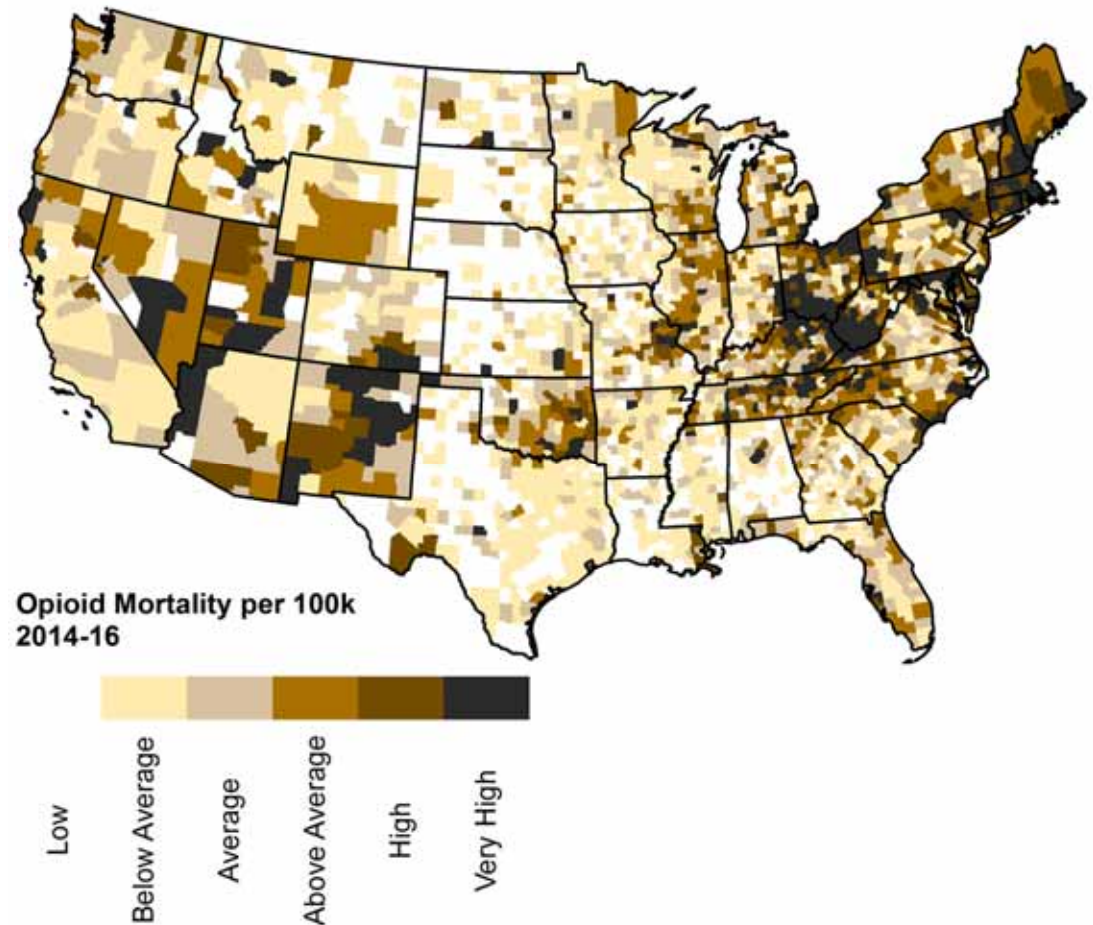 Opioid Mortality per 100k
2014-16
Low
Below Average
Average
Above Average
High
Very High